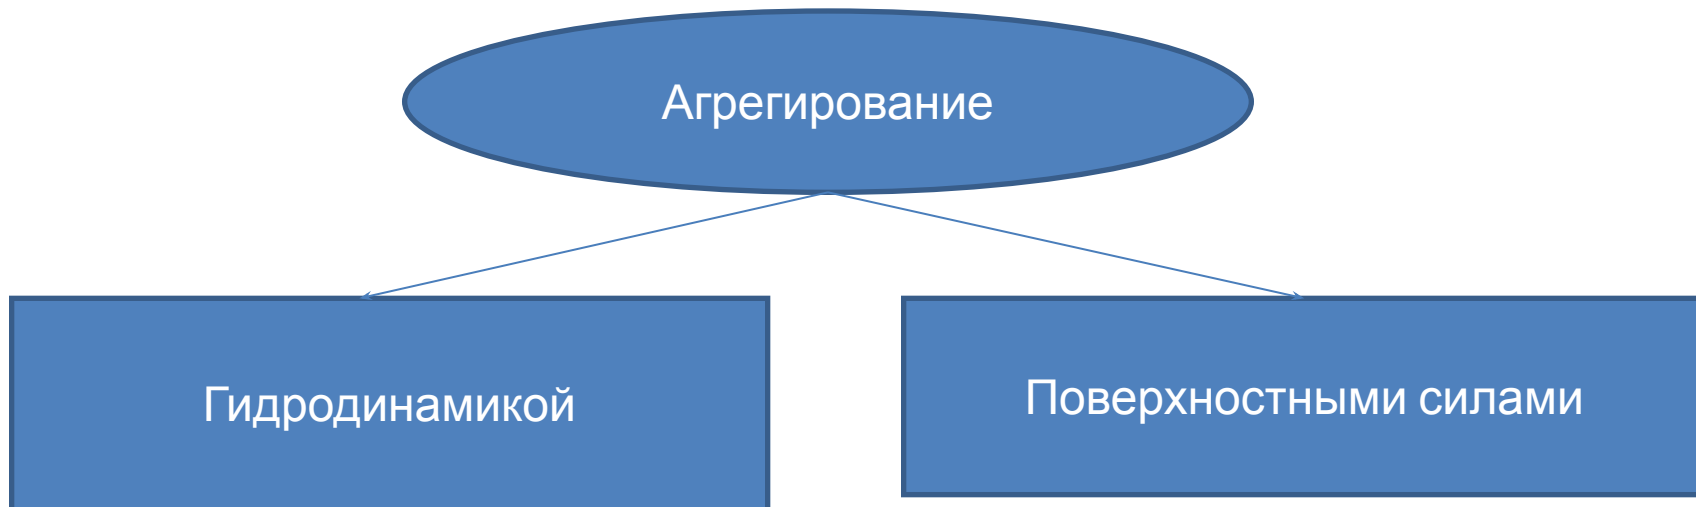 Агрегирование
Гидродинамикой
Поверхностными силами